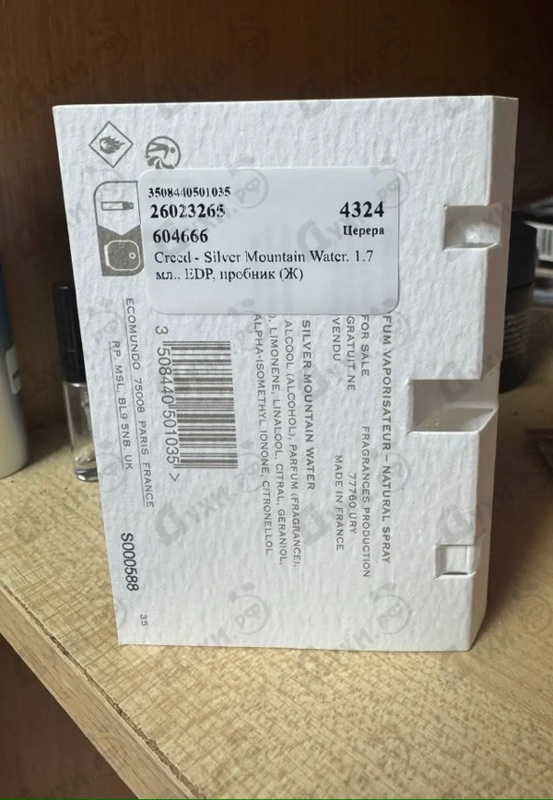 3508440501035
26023265 4324
604666 Церера
Creed - Silver Mountain Water. 1.7
мл., EDP, пробник (Ж)
FUM VAPORISATEUR - NATURAL SPRAY
FOR SALE. FRAGRANCES PRODUCTION
GRATUIT. NE 77760 URY
VENDU MADE IN FRANCE
SILVER MOUNTAIN WATER
ALCOOL (ALCOHOL), PARFUM (FRAGRANCE),
LIMONENE, LINALOOL, CITRAL, GERANIOL,
ALPHA-ISOMETHYL IONONE, CITRONELLOL.
3 508440 501035 >
ECOMUNDO 75008 PARIS FRANCE
RP. MSL, BL9 5NB. UK
S000588
35
Духи.рф